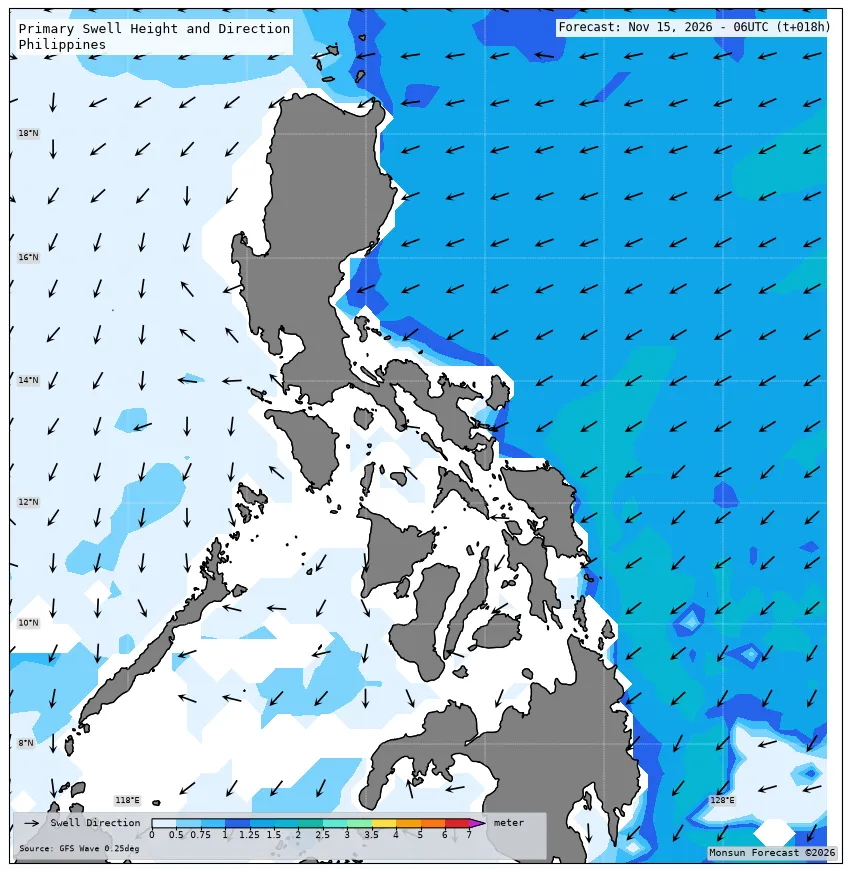 Primary Swell Height and Direction
Philippines
Forecast: Nov 15, 2026 - 06UTC (t+018h)
18°N
16°N
14°N
12°N
10°N
8°N
118°E
128°E
Swell Direction
meter
0 0.5 0.75 1 1.25 1.5 2 2.5 3 3.5 4 5 6 7
Source: GFS Wave 0.25deg
Monsun Forecast ©2026